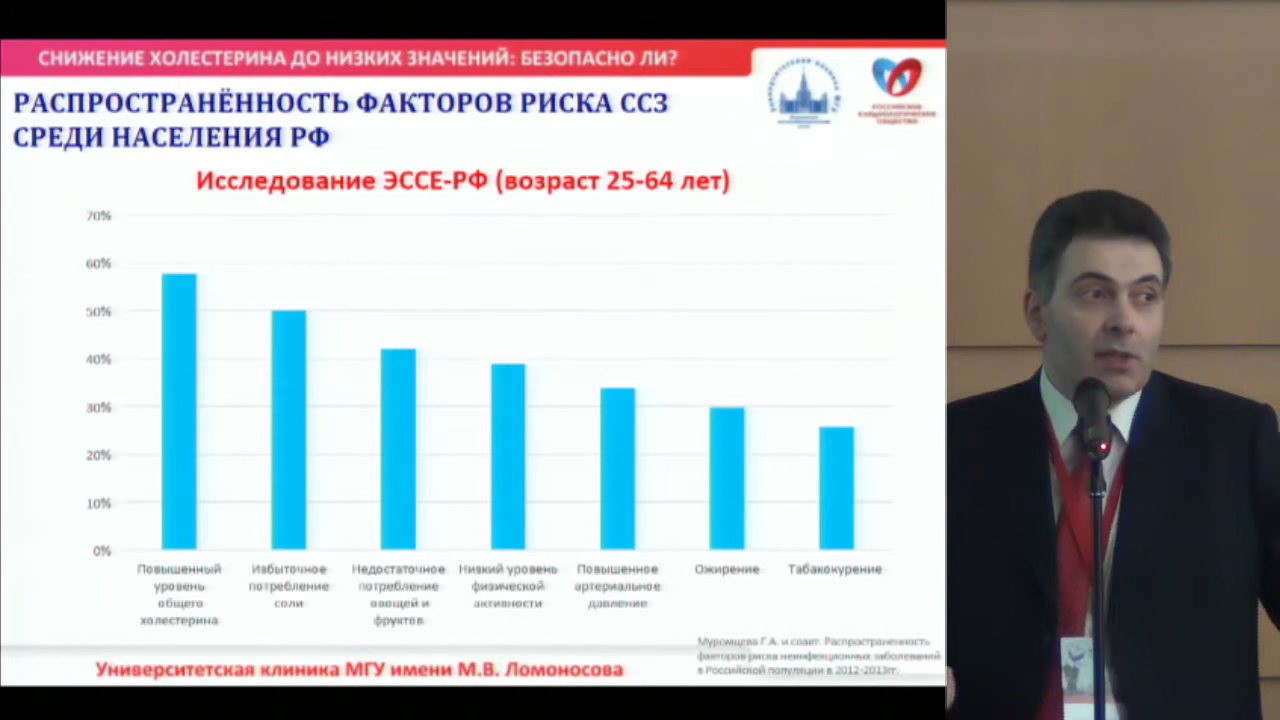 СНИЖЕНИЕ ХОЛЕСТЕРИНА ДО НИЗКИХ ЗНАЧЕНИЙ: БЕЗОПАСНО ЛИ?
РОССИЙСКОЕ
КАРДИОЛОГИЧЕСКОЕ
ОБЩЕСТВО
РАСПРОСТРАНЁННОСТЬ ФАКТОРОВ РИСКА ССЗ
СРЕДИ НАСЕЛЕНИЯ РФ
Исследование ЭССЕ-РФ (возраст 25-64 лет)
70%
60%
50%
40%
30%
20%
10%
0%
Повышенный
уровень
общего
холестерина
Избыточное
потребление
соли
Недостаточное
потребление
овощей и
фруктов
Низкий уровень
физической
активности
Повышенное
артериальное
давление
Ожирение
Табакокурение
Муромцева Г.А. и соавт. Распространенность
факторов риска неинфекционных заболеваний
в Российской популяции в 2012-2013гг.
Университетская клиника МГУ имени М.В. Ломоносова